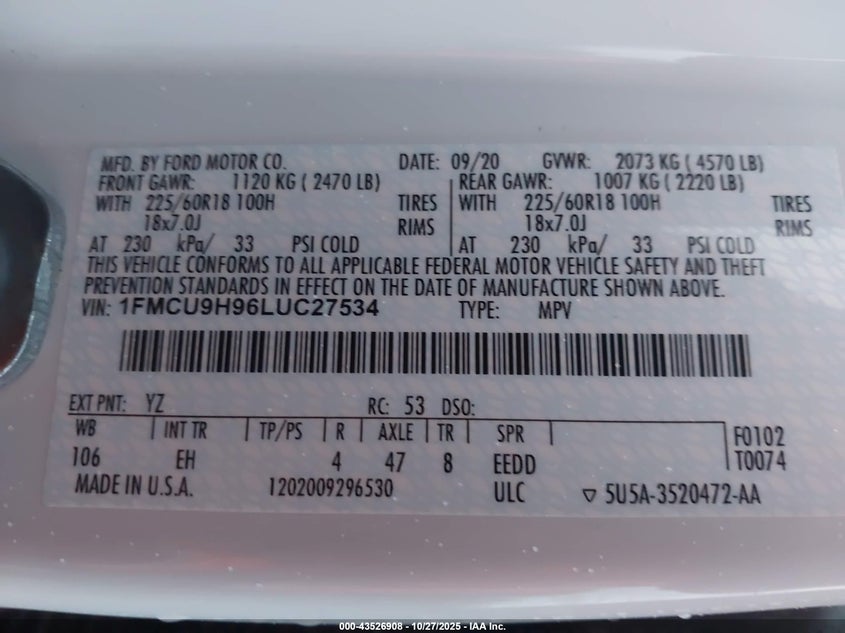 MFD. BY FORD MOTOR CO. DATE: 09/20 GVWR: 2073 KG ( 4570 LB)
FRONT GAWR: 1120 KG ( 2470 LB) REAR GAWR: 1007 KG ( 2220 LB)
WITH 225/60R18 100H TIRES WITH 225/60R18 100H TIRES
18x7.0J RIMS 18x7.0J RIMS
AT 230 kPa/ 33 PSI COLD AT 230 kPa/ 33 PSI COLD
THIS VEHICLE CONFORMS TO ALL APPLICABLE FEDERAL MOTOR VEHICLE SAFETY AND THEFT
PREVENTION STANDARDS IN EFFECT ON THE DATE OF MANUFACTURE SHOWN ABOVE.
VIN: 1FMCU9H96LUC27534 TYPE: MPV
EXT PNT: YZ RC: 53 DSO:
WB INT TR TP/PS R AXLE TR SPR F0102
106 EH 4 47 8 EEDD T0074
MADE IN U.S.A. 1202009296530 ULC ▽ 5U5A-3520472-AA
000-43526908 | 10/27/2025 - IAA Inc.